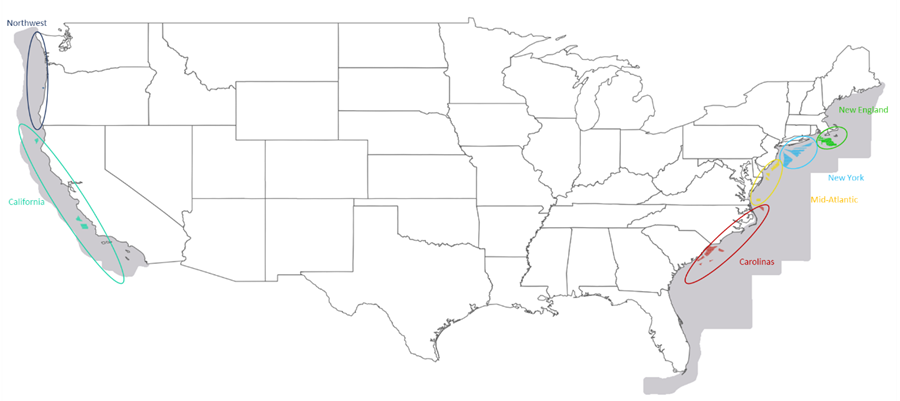 Northwest
New England
New York
California
Mid-Atlantic
Carolinas